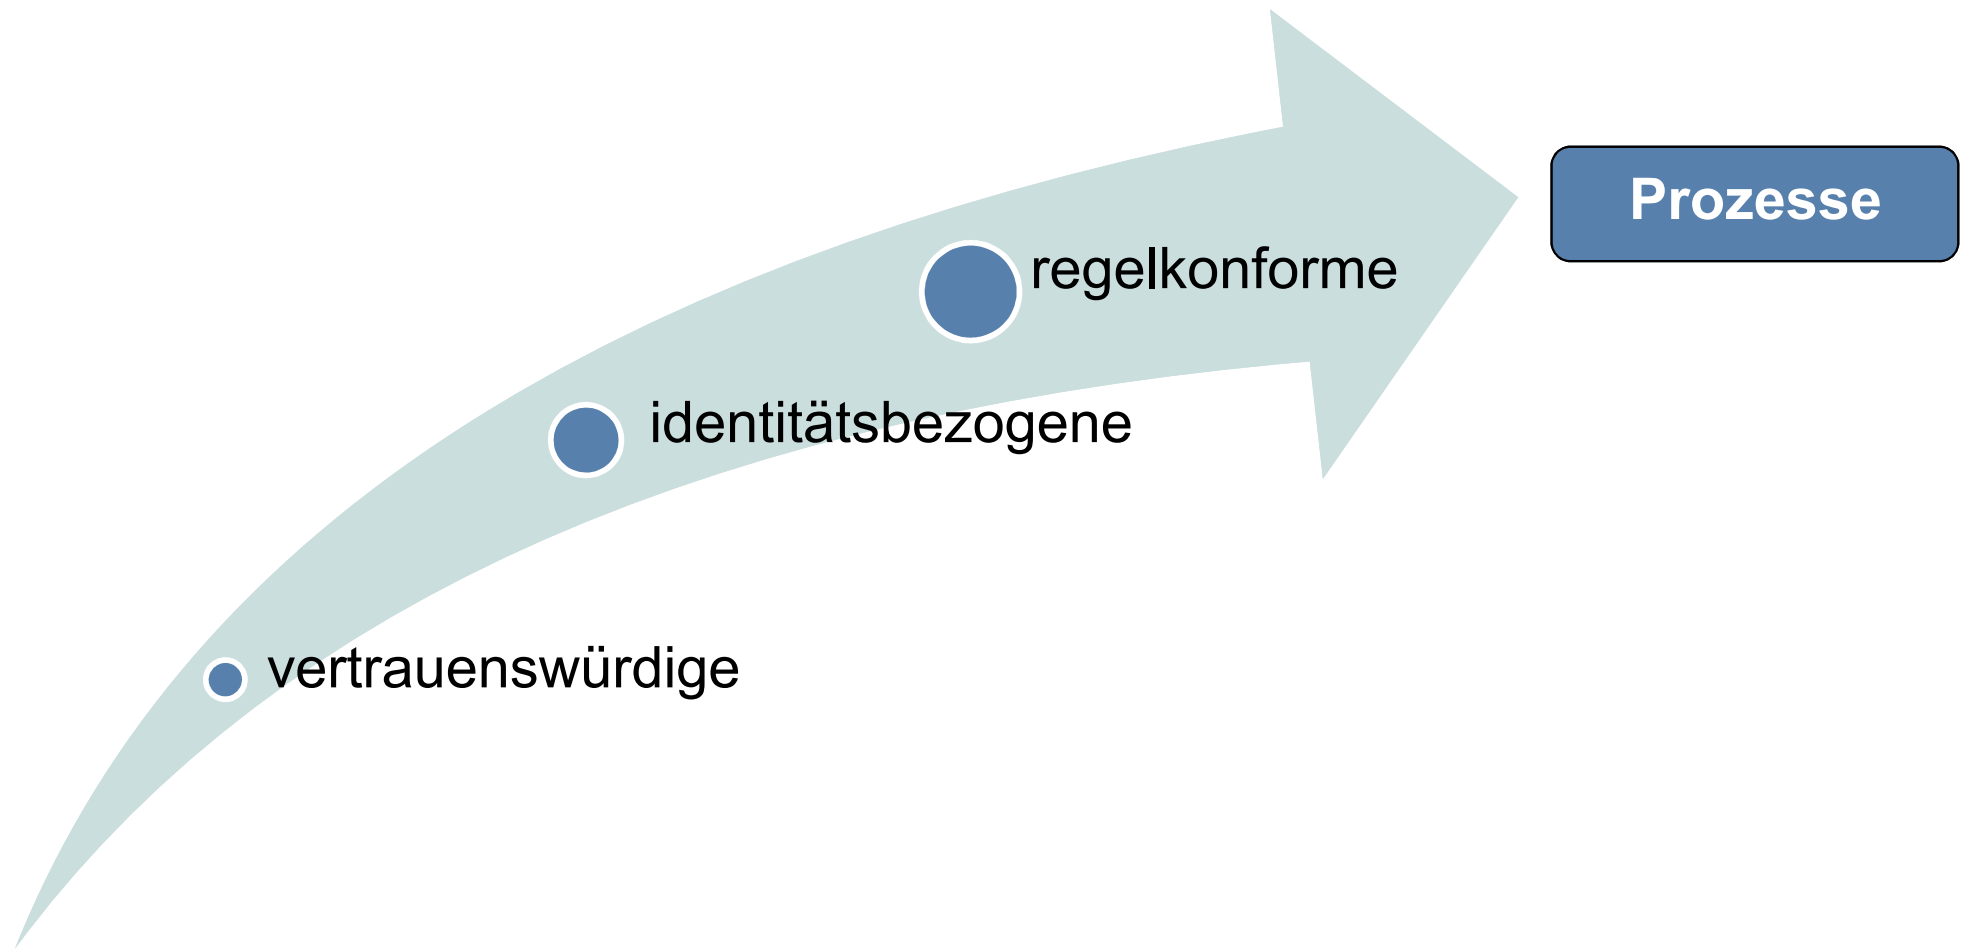 vertrauenswürdige
identitätsbezogene
regelkonforme
Prozesse